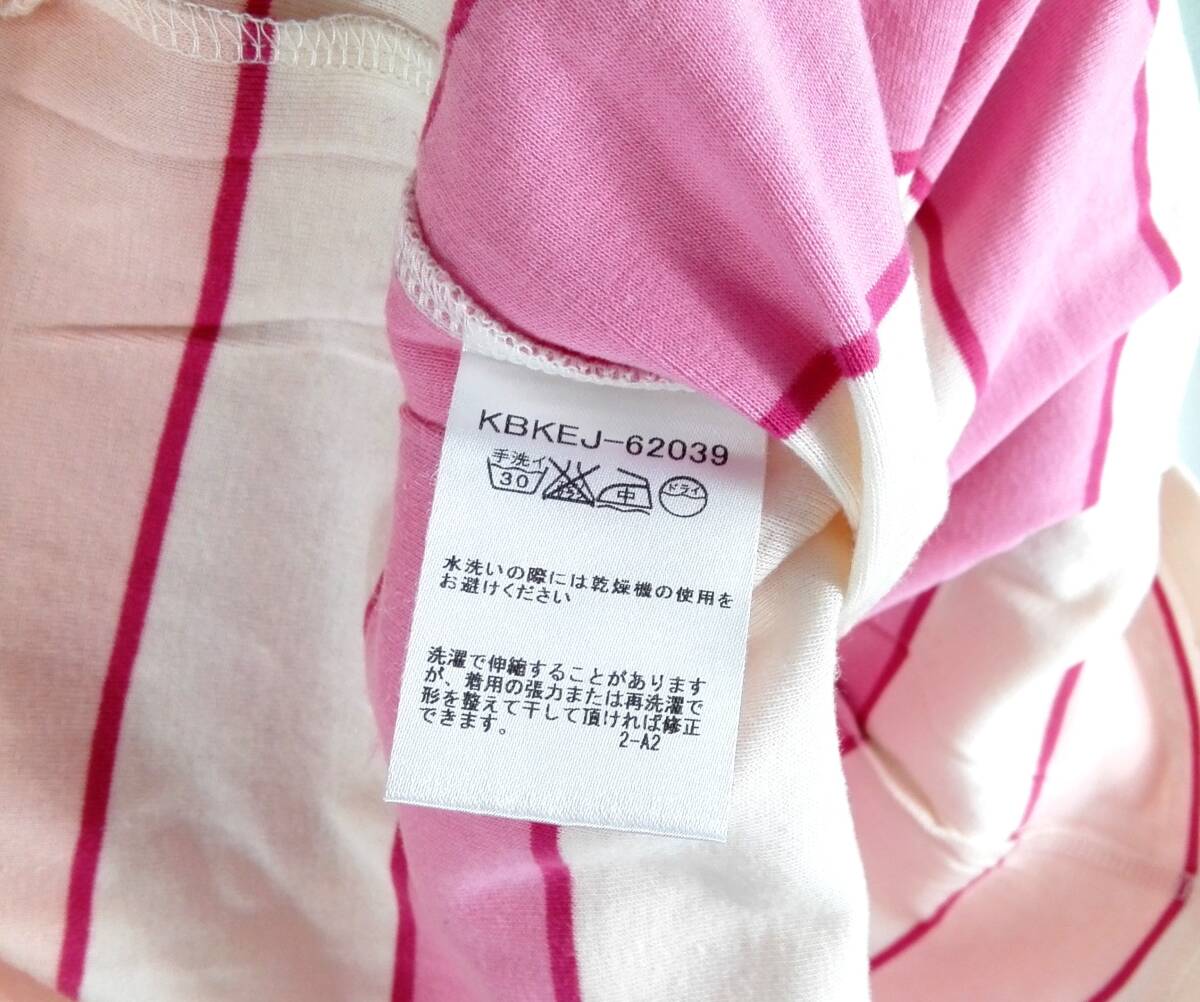 KBKEJ-62039
手洗イ
30 中 ドライ
水洗いの際には乾燥機の使用を
お避けください
洗濯で伸縮することがあります
が、着用の張力または再洗濯で
形を整えて干して頂ければ修正
できます。 2-A2